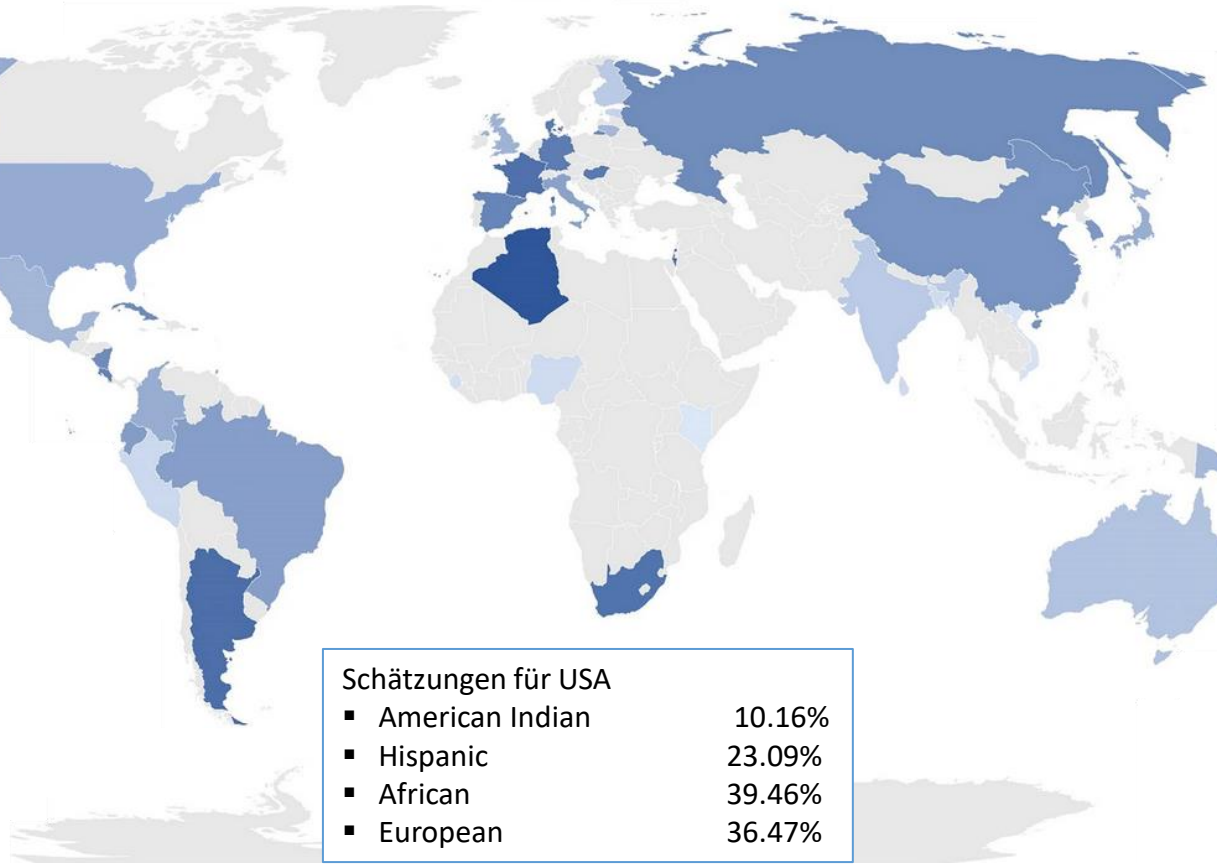 Schätzungen für USA
▪ American Indian 10.16%
▪ Hispanic 23.09%
▪ African 39.46%
▪ European 36.47%